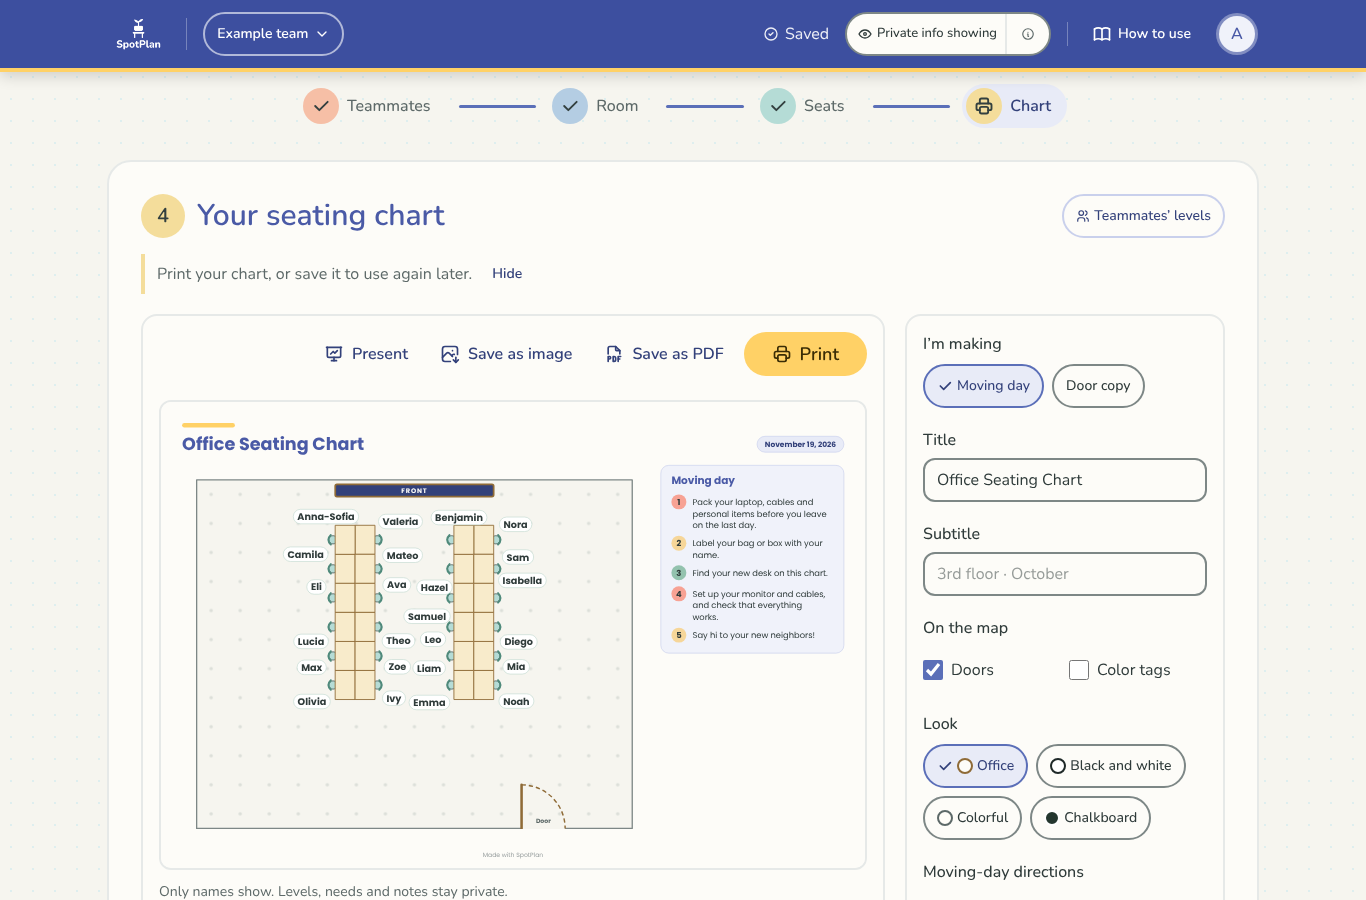 SpotPlan
Example team
Saved
Private info showing
How to use
A
Teammates
Room
Seats
Chart
4
Your seating chart
Teammates' levels
Print your chart, or save it to use again later.
Hide
Present
Save as image
PDF
Save as PDF
Print
Office Seating Chart
November 19, 2026
FRONT
Anna-Sofia
Valeria
Benjamin
Nora
Camila
Mateo
Sam
Eli
Ava
Hazel
Isabella
Samuel
Lucia
Theo
Leo
Diego
Max
Zoe
Liam
Mia
Olivia
Ivy
Emma
Noah
Door
Made with SpotPlan
Moving day
1
Pack your laptop, cables and
personal items before you leave
on the last day.
2
Label your bag or box with your
name.
3
Find your new desk on this chart.
4
Set up your monitor and cables,
and check that everything
works.
5
Say hi to your new neighbors!
Only names show. Levels, needs and notes stay private.
I'm making
Moving day
Door copy
Title
Office Seating Chart
Subtitle
3rd floor · October
On the map
Doors
Color tags
Look
Office
Black and white
Colorful
Chalkboard
Moving-day directions